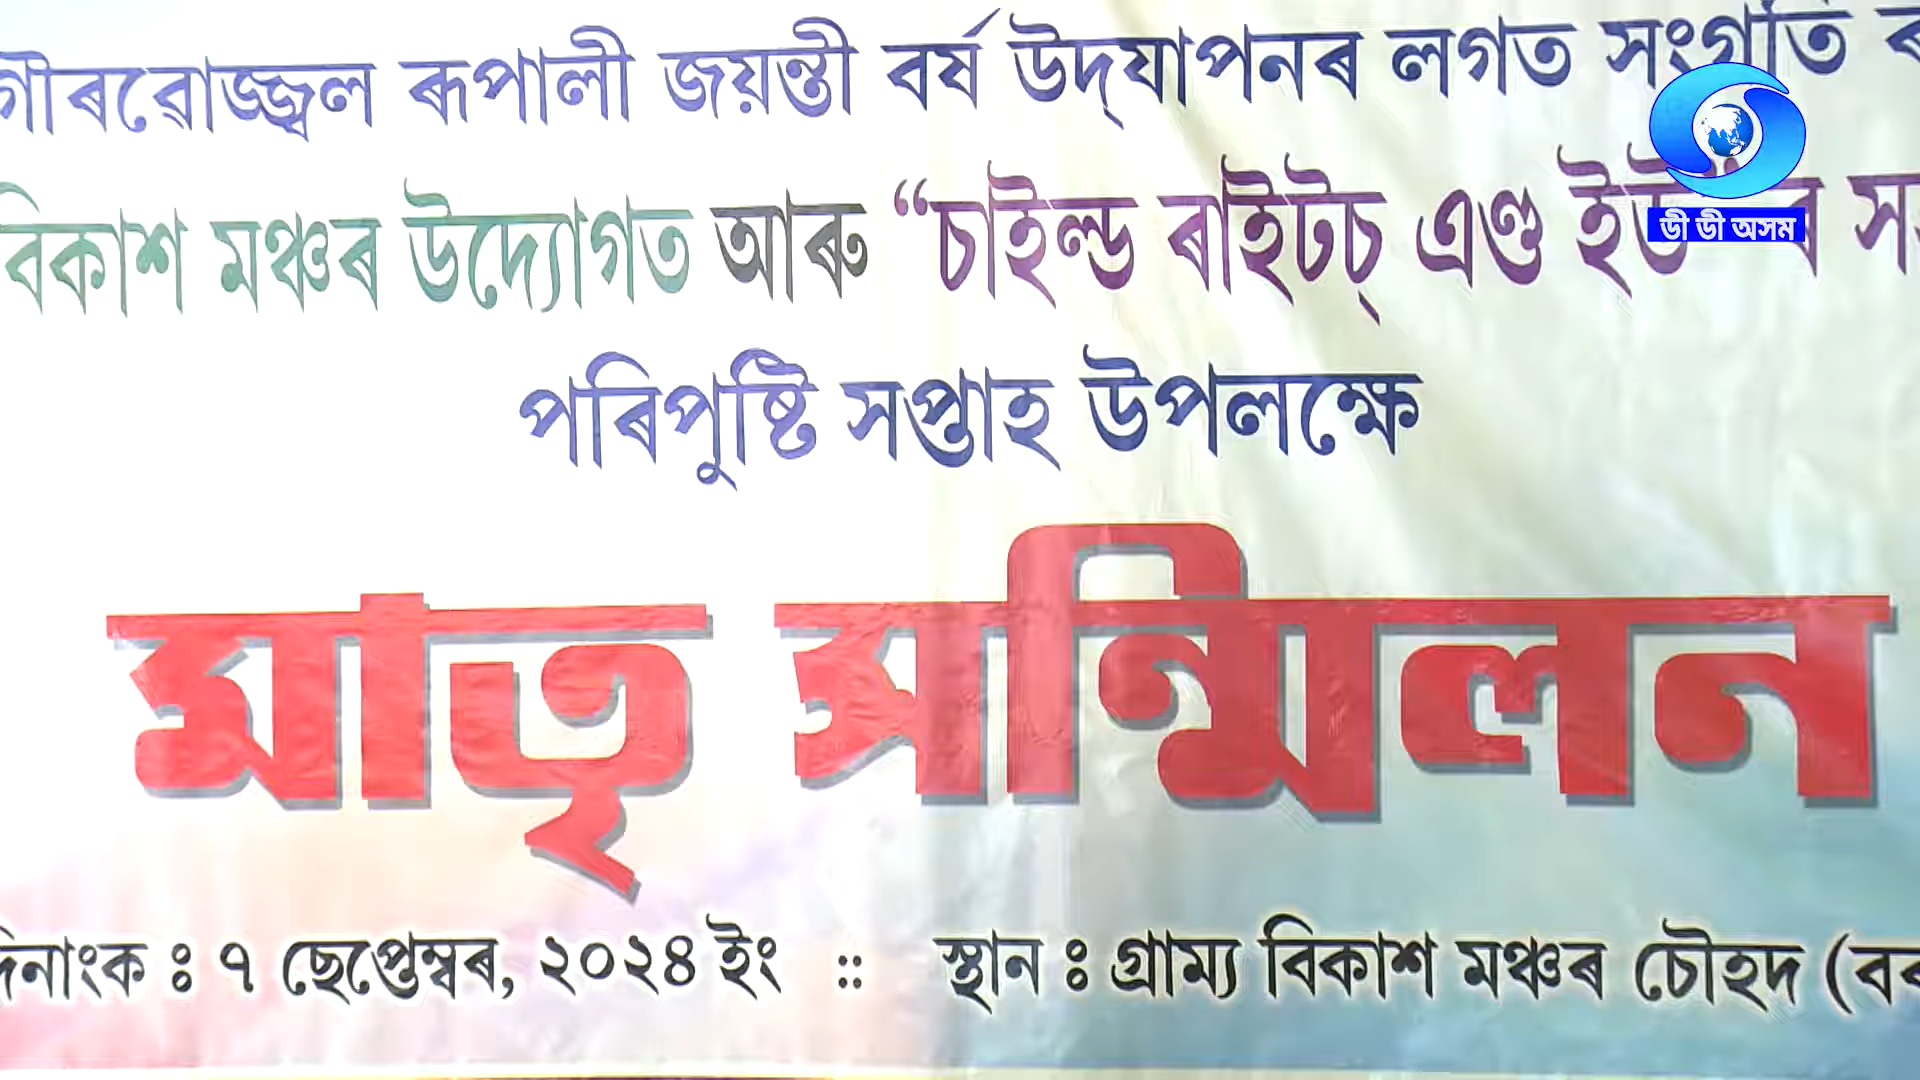 গৌৰৱোজ্জ্বল ৰূপালী জয়ন্তী বৰ্ষ উদ্‌যাপনৰ লগত সংগতি
বিকাশ মঞ্চৰ উদ্যোগত আৰু “চাইল্ড ৰাইটচ্ এণ্ড
পৰিপুষ্টি সপ্তাহ উপলক্ষে
মাতৃ সন্মিলন
দিনাংক ঃ ৭ ছেপ্তেম্বৰ, ২০২৪ ইং :: স্থান ঃ গ্ৰাম্য বিকাশ মঞ্চৰ চৌহদ
ডী ডী অসম